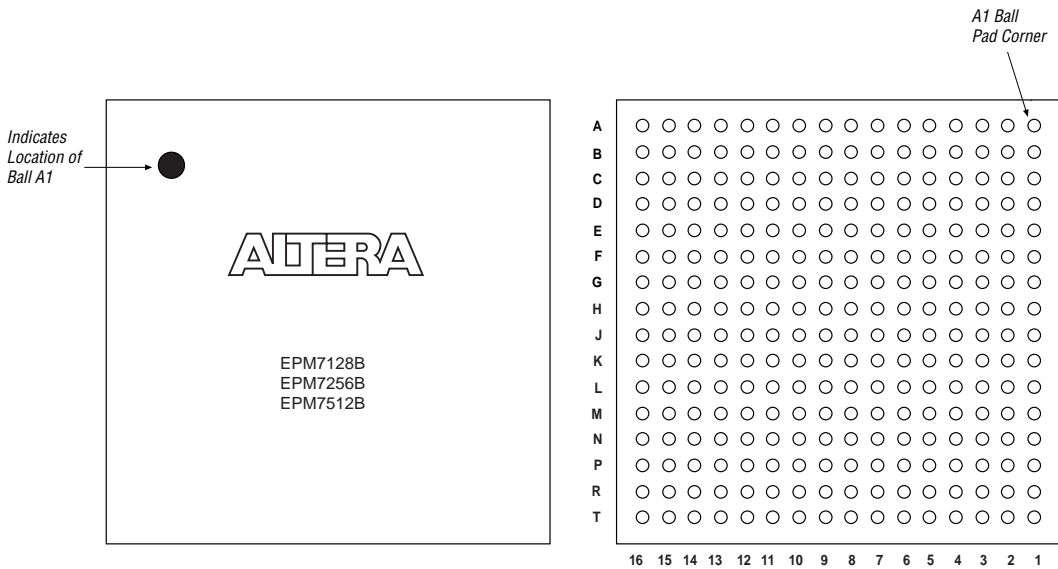 A1 Ball
Pad Corner
Indicates
Location of
Ball A1
ALTERA
EPM7128B
EPM7256B
EPM7512B
A
B
C
D
E
F
G
H
J
K
L
M
N
P
R
T
16 15 14 13 12 11 10 9 8 7 6 5 4 3 2 1